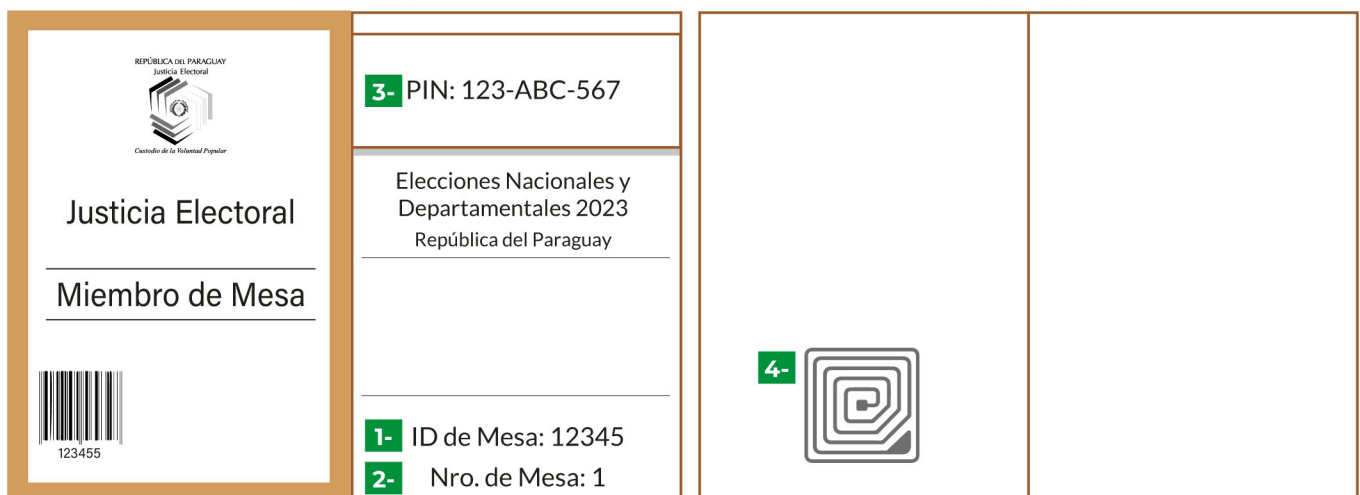 REPÚBLICA DEL PARAGUAY
Justicia Electoral
Custodio de la Voluntad Popular
Justicia Electoral
Miembro de Mesa
123455
3- PIN: 123-ABC-567
Elecciones Nacionales y
Departamentales 2023
República del Paraguay
1- ID de Mesa: 12345
2- Nro. de Mesa: 1
4-